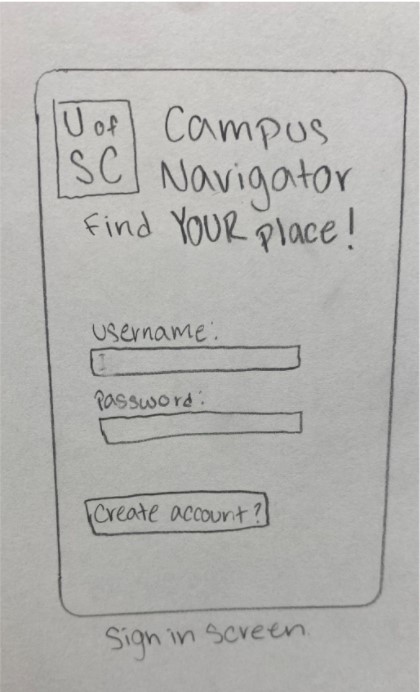 U of
SC
Campus
Navigator
Find YOUR place!
username:
Password:
Create account?
Sign in screen